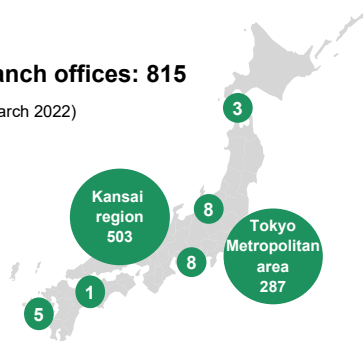 anch offices: 815
arch 2022)
3
Kansai
region
503
8
Tokyo
Metropolitan
area
287
8
1
5